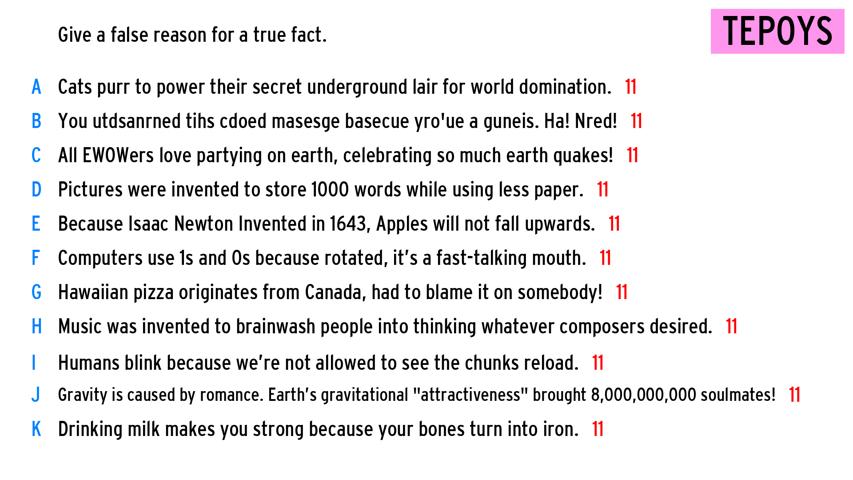 Give a false reason for a true fact.
TEPOYS
A Cats purr to power their secret underground lair for world domination. 11
B You utdsanrned tihs cdoed masesge basecue yro'ue a guneis. Ha! Nred! 11
C All EWOWers love partying on earth, celebrating so much earth quakes! 11
D Pictures were invented to store 1000 words while using less paper. 11
E Because Isaac Newton Invented in 1643, Apples will not fall upwards. 11
F Computers use 1s and 0s because rotated, it's a fast-talking mouth. 11
G Hawaiian pizza originates from Canada, had to blame it on somebody! 11
H Music was invented to brainwash people into thinking whatever composers desired. 11
I Humans blink because we're not allowed to see the chunks reload. 11
J Gravity is caused by romance. Earth's gravitational "attractiveness" brought 8,000,000,000 soulmates! 11
K Drinking milk makes you strong because your bones turn into iron. 11